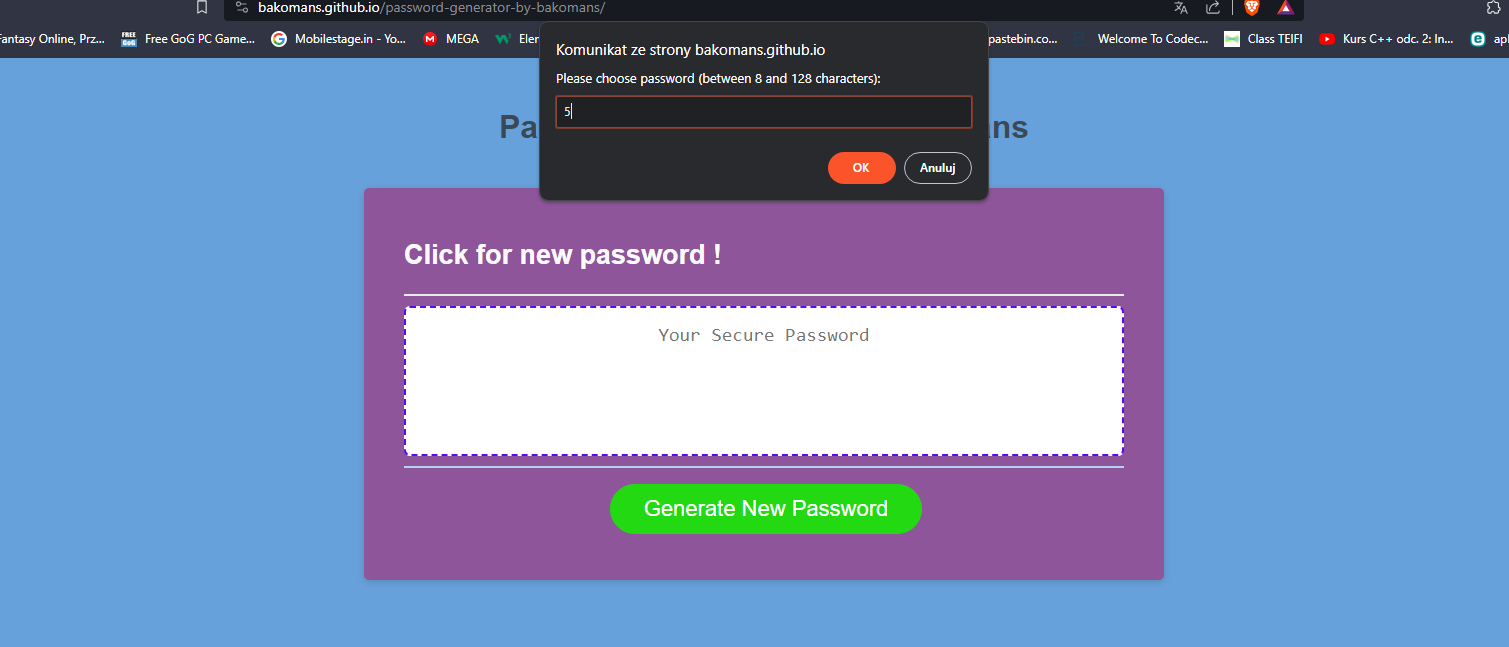 bakomans.github.io/password-generator-by-bakomans/
antasy Online, Prz... FREE GoG Free GoG PC Game... Mobilestage.in - Yo... M MEGA Eler pastebin.co... Welcome To Codec... Class TEIFI Kurs C++ odc. 2: In... e apl
Komunikat ze strony bakomans.github.io
Please choose password (between 8 and 128 characters):
5
Pa ns
OK Anuluj
Click for new password !
Your Secure Password
Generate New Password